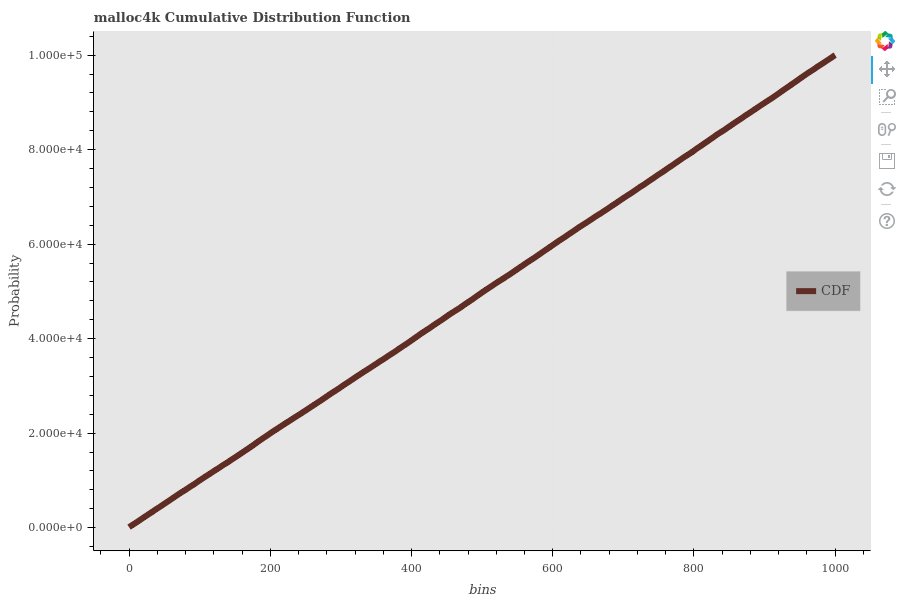 malloc4k Cumulative Distribution Function
1.000e+5
8.000e+4
6.000e+4
4.000e+4
2.000e+4
0.000e+0
Probability
CDF
0 200 400 600 800 1000
bins